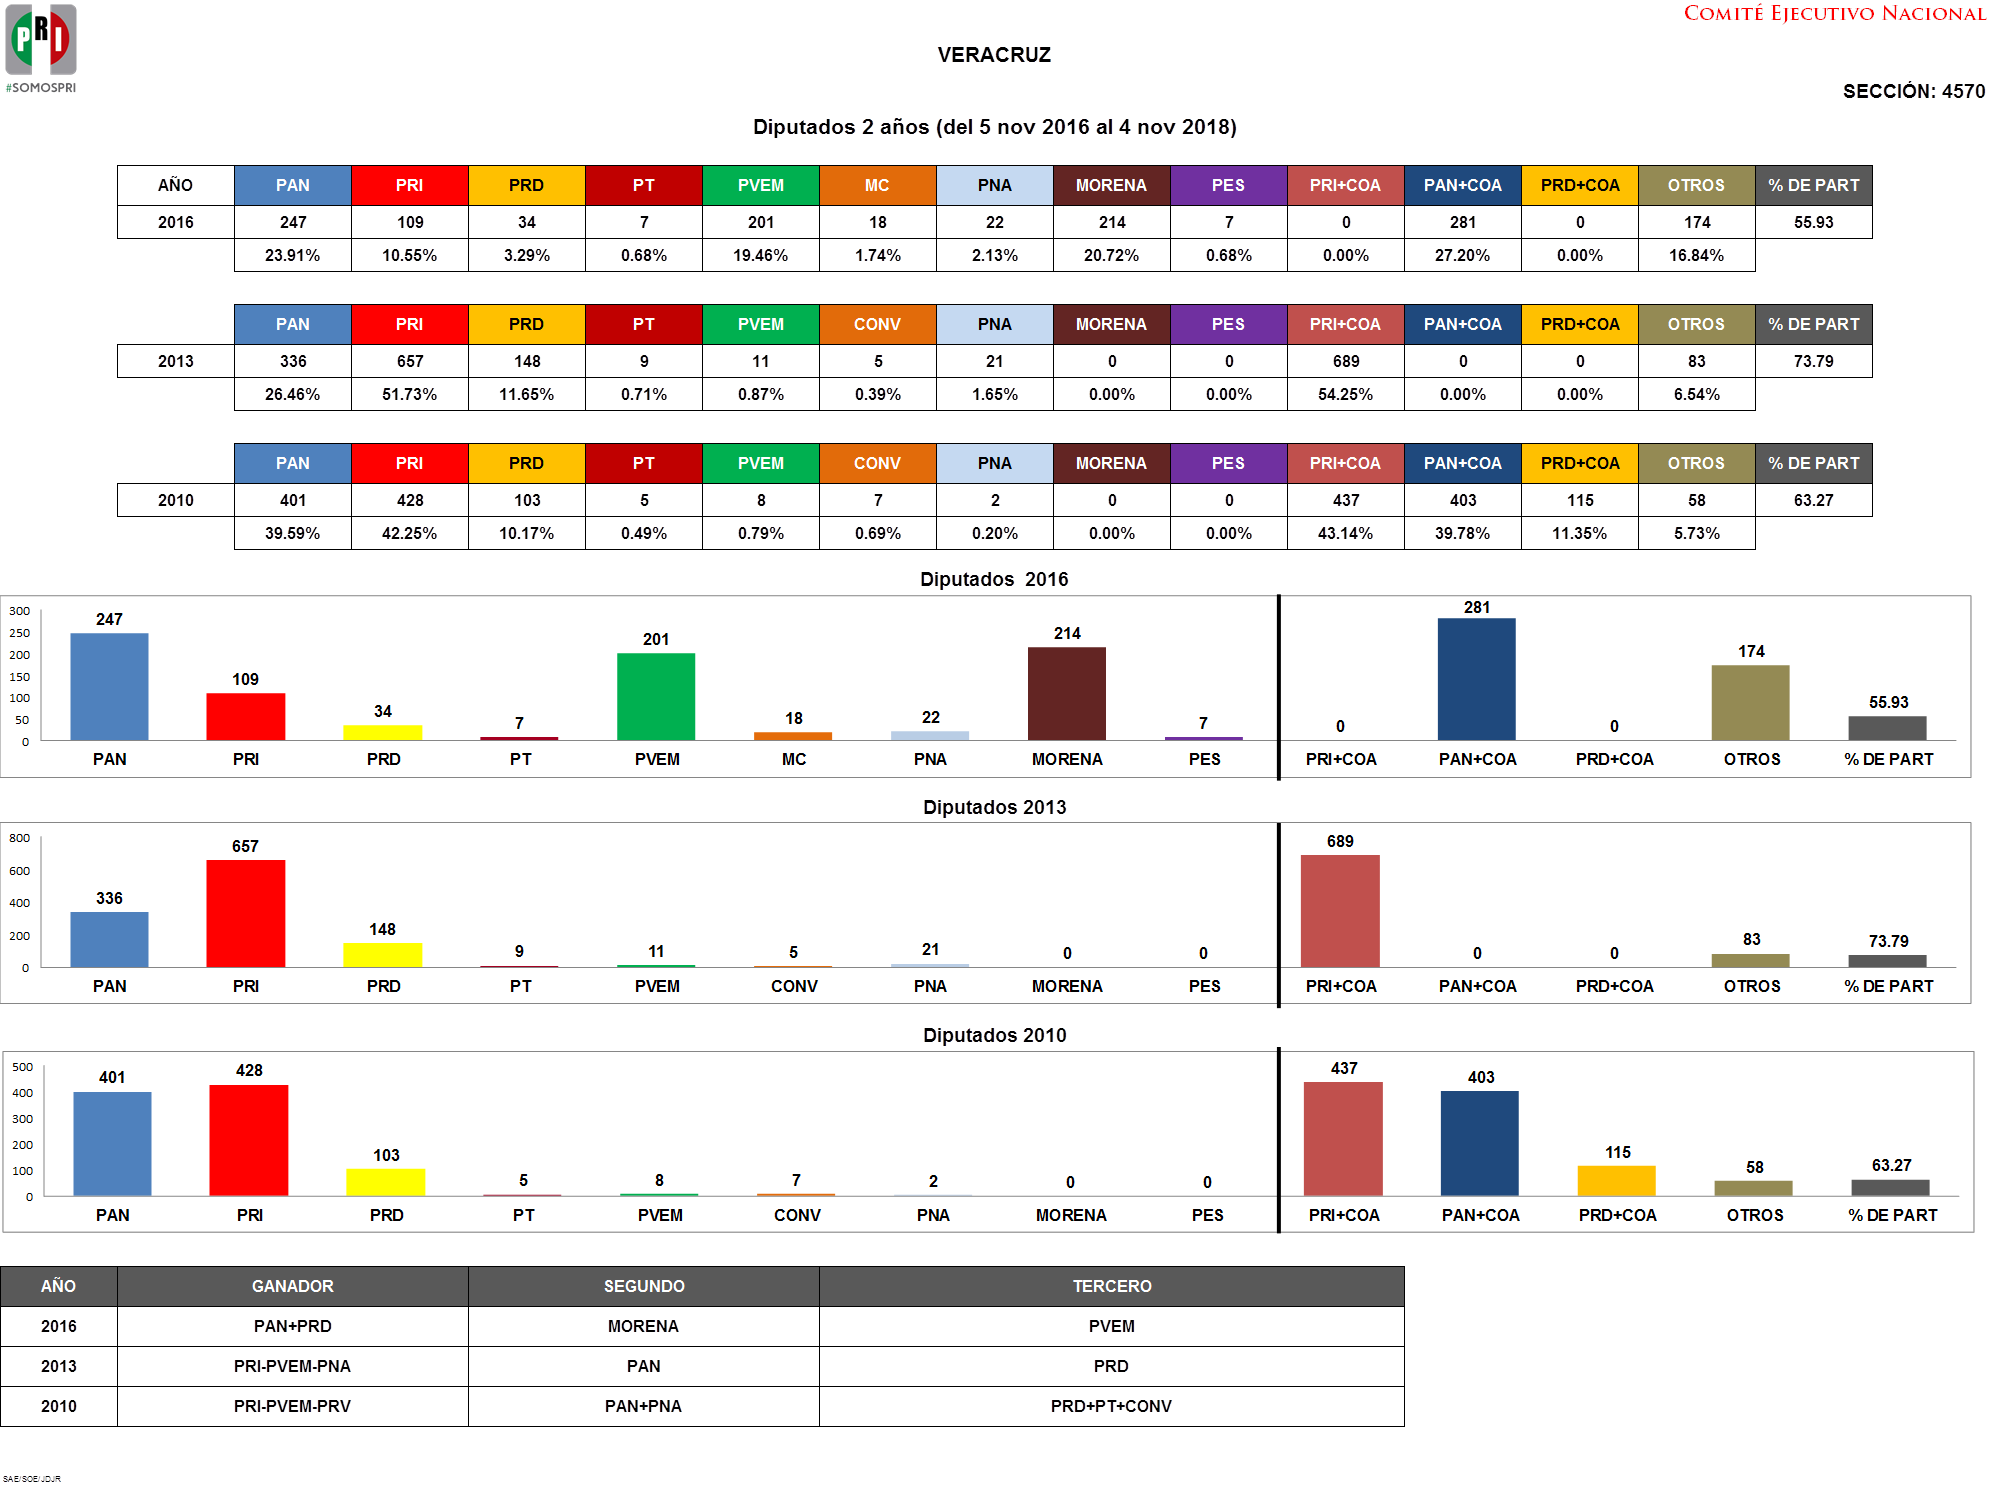 COMITÉ EJECUTIVO NACIONAL
PRI
#SOMOSPRI
VERACRUZ
SECCIÓN: 4570
Diputados 2 años (del 5 nov 2016 al 4 nov 2018)
AÑO PAN PRI PRD PT PVEM MC PNA MORENA PES PRI+COA PAN+COA PRD+COA OTROS % DE PART
2016 247 109 34 7 201 18 22 214 7 0 281 0 174 55.93
23.91% 10.55% 3.29% 0.68% 19.46% 1.74% 2.13% 20.72% 0.68% 0.00% 27.20% 0.00% 16.84%
PAN PRI PRD PT PVEM CONV PNA MORENA PES PRI+COA PAN+COA PRD+COA OTROS % DE PART
2013 336 657 148 9 11 5 21 0 0 689 0 0 83 73.79
26.46% 51.73% 11.65% 0.71% 0.87% 0.39% 1.65% 0.00% 0.00% 54.25% 0.00% 0.00% 6.54%
PAN PRI PRD PT PVEM CONV PNA MORENA PES PRI+COA PAN+COA PRD+COA OTROS % DE PART
2010 401 428 103 5 8 7 2 0 0 437 403 115 58 63.27
39.59% 42.25% 10.17% 0.49% 0.79% 0.69% 0.20% 0.00% 0.00% 43.14% 39.78% 11.35% 5.73%
Diputados 2016
300
250
200
150
100
50
0
247 109 34 7 201 18 22 214 7 0 281 0 174 55.93
PAN PRI PRD PT PVEM MC PNA MORENA PES PRI+COA PAN+COA PRD+COA OTROS % DE PART
Diputados 2013
800
600
400
200
0
336 657 148 9 11 5 21 0 0 689 0 0 83 73.79
PAN PRI PRD PT PVEM CONV PNA MORENA PES PRI+COA PAN+COA PRD+COA OTROS % DE PART
Diputados 2010
500
400
300
200
100
0
401 428 103 5 8 7 2 0 0 437 403 115 58 63.27
PAN PRI PRD PT PVEM CONV PNA MORENA PES PRI+COA PAN+COA PRD+COA OTROS % DE PART
AÑO GANADOR SEGUNDO TERCERO
2016 PAN+PRD MORENA PVEM
2013 PRI-PVEM-PNA PAN PRD
2010 PRI-PVEM-PRV PAN+PNA PRD+PT+CONV
SAE/SOE/JDJR